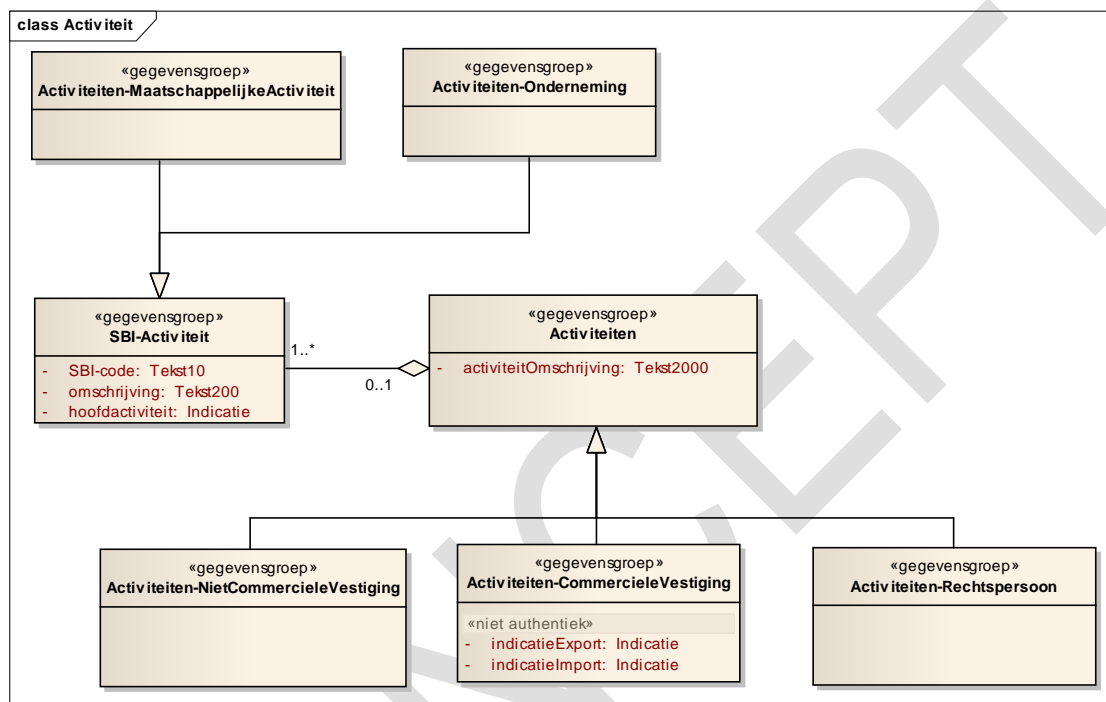 class Activiteit
«gegevensgroep»
Activiteiten-MaatschappelijkeActiviteit
«gegevensgroep»
Activiteiten-Onderneming
«gegevensgroep»
SBI-Activiteit
- SBI-code: Tekst10
- omschrijving: Tekst200
- hoofdactiviteit: Indicatie
1..*
0..1
«gegevensgroep»
Activiteiten
- activiteitOmschrijving: Tekst2000
«gegevensgroep»
Activiteiten-NietCommercieleVestiging
«gegevensgroep»
Activiteiten-CommercieleVestiging
«niet authentiek»
- indicatieExport: Indicatie
- indicatieImport: Indicatie
«gegevensgroep»
Activiteiten-Rechtspersoon
NCEPT